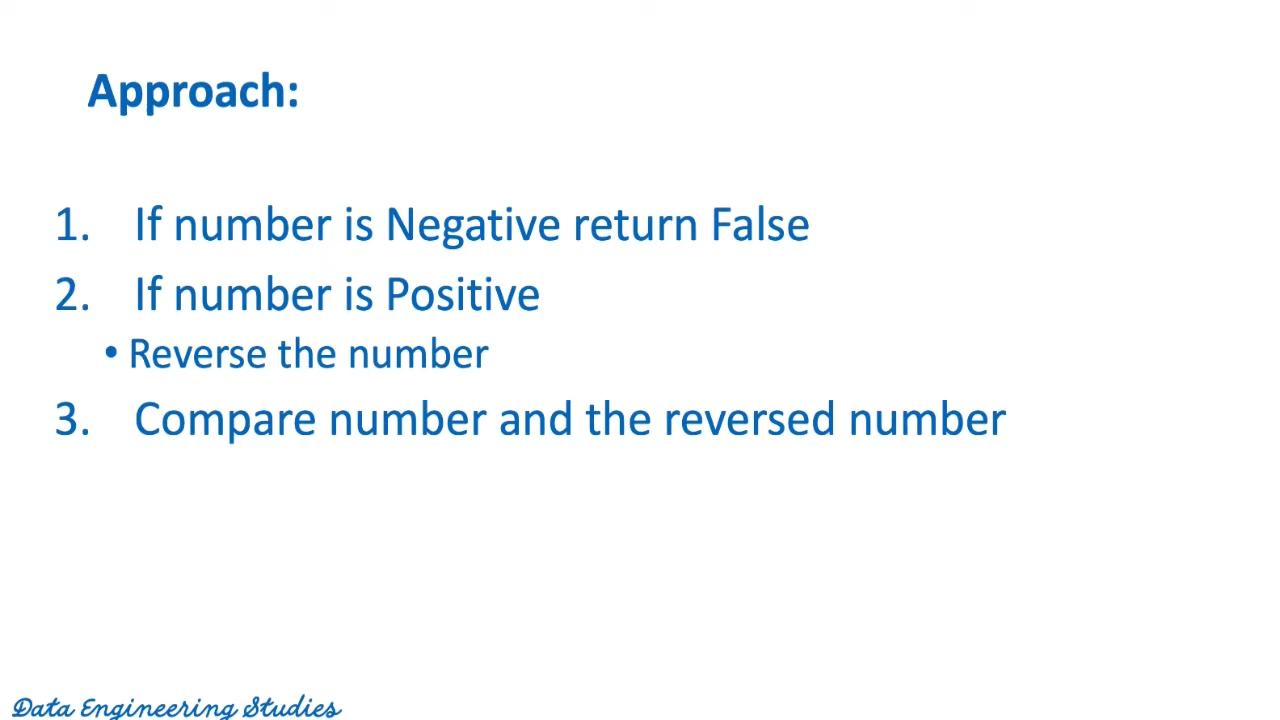 Approach:
1. If number is Negative return False
2. If number is Positive
• Reverse the number
3. Compare number and the reversed number
Data Engineering Studies